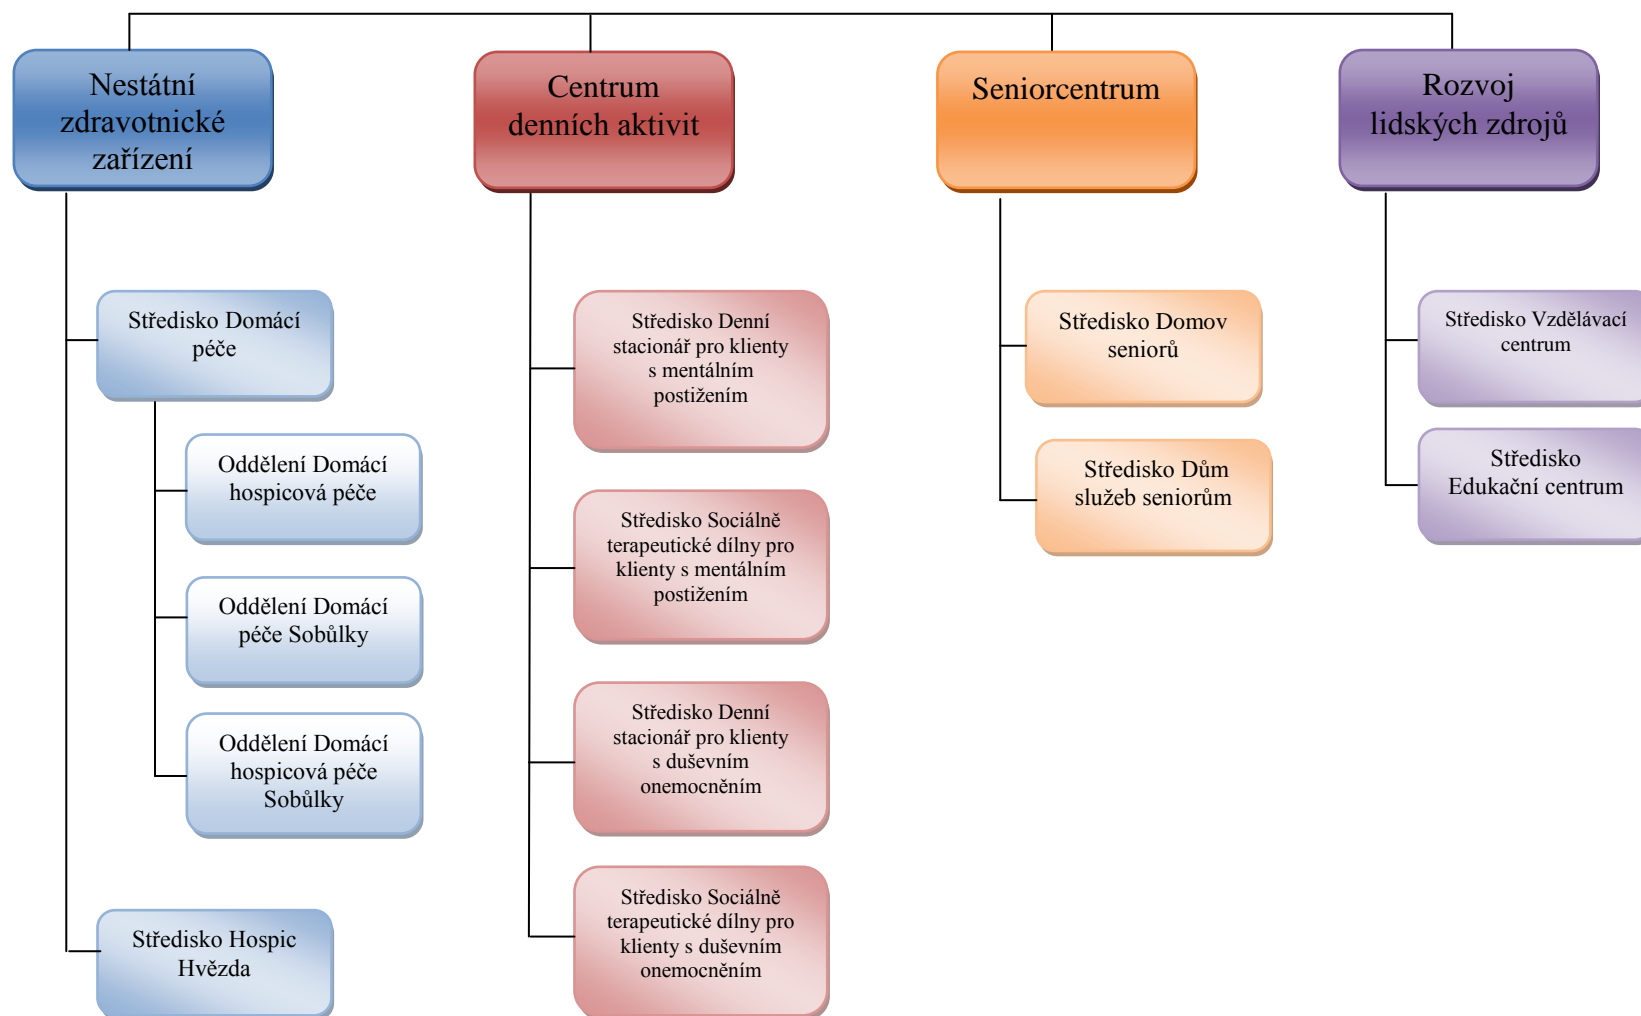 Nestátní
zdravotnické
zařízení
Středisko Domácí
péče
Oddělení Domácí
hospicová péče
Oddělení Domácí
péče Sobůlky
Oddělení Domácí
hospicová péče
Sobůlky
Středisko Hospic
Hvězda
Centrum
denních aktivit
Středisko Denní
stacionář pro klienty
s mentálním
postižením
Středisko Sociálně
terapeutické dílny pro
klienty s mentálním
postižením
Středisko Denní
stacionář pro klienty
s duševním
onemocněním
Středisko Sociálně
terapeutické dílny pro
klienty s duševním
onemocněním
Seniorcentrum
Středisko Domov
seniorů
Středisko Dům
služeb seniorům
Rozvoj
lidských zdrojů
Středisko Vzdělávací
centrum
Středisko
Edukační centrum